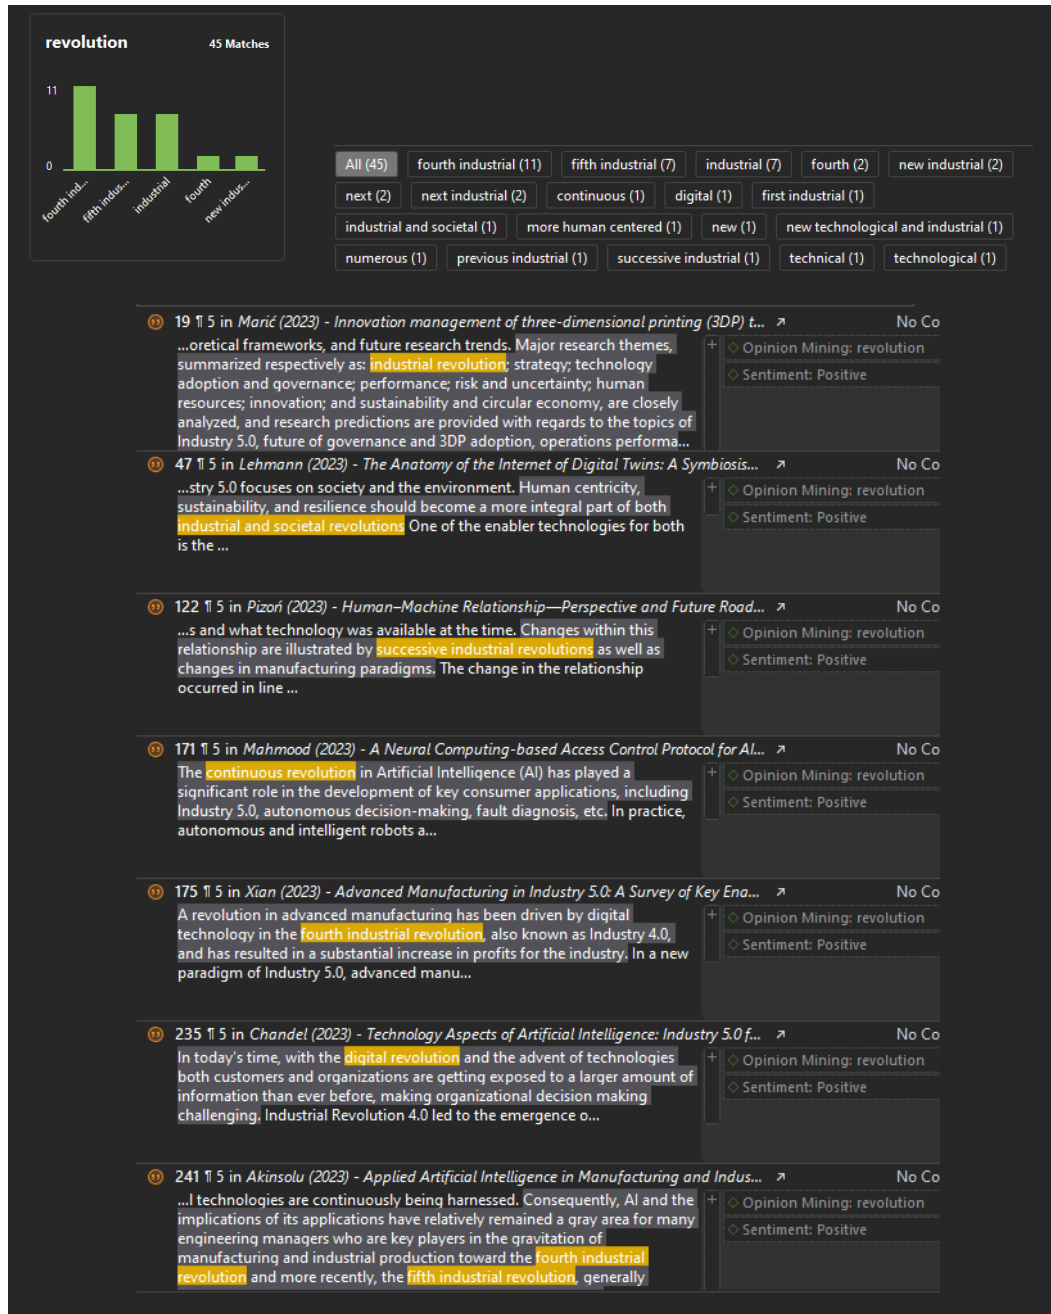 revolution 45 Matches
11
0
fourth ind...
fifth indus...
industrial
fourth
new indus...
All (45) fourth industrial (11) fifth industrial (7) industrial (7) fourth (2) new industrial (2)
next (2) next industrial (2) continuous (1) digital (1) first industrial (1)
industrial and societal (1) more human centered (1) new (1) new technological and industrial (1)
numerous (1) previous industrial (1) successive industrial (1) technical (1) technological (1)
19 ¶ 5 in Marić (2023) - Innovation management of three-dimensional printing (3DP) t... ↗ No Co
...oretical frameworks, and future research trends. Major research themes,
summarized respectively as: industrial revolution; strategy; technology
adoption and governance; performance; risk and uncertainty; human
resources; innovation; and sustainability and circular economy, are closely
analyzed, and research predictions are provided with regards to the topics of
Industry 5.0, future of governance and 3DP adoption, operations performa...
+ Opinion Mining: revolution
Sentiment: Positive
47 ¶ 5 in Lehmann (2023) - The Anatomy of the Internet of Digital Twins: A Symbiosis... ↗ No Co
...stry 5.0 focuses on society and the environment. Human centricity,
sustainability, and resilience should become a more integral part of both
industrial and societal revolutions One of the enabler technologies for both
is the ...
+ Opinion Mining: revolution
Sentiment: Positive
122 ¶ 5 in Pizoń (2023) - Human–Machine Relationship—Perspective and Future Road... ↗ No Co
...s and what technology was available at the time. Changes within this
relationship are illustrated by successive industrial revolutions as well as
changes in manufacturing paradigms. The change in the relationship
occurred in line ...
+ Opinion Mining: revolution
Sentiment: Positive
171 ¶ 5 in Mahmood (2023) - A Neural Computing-based Access Control Protocol for AI... ↗ No Co
The continuous revolution in Artificial Intelligence (AI) has played a
significant role in the development of key consumer applications, including
Industry 5.0, autonomous decision-making, fault diagnosis, etc. In practice,
autonomous and intelligent robots a...
+ Opinion Mining: revolution
Sentiment: Positive
175 ¶ 5 in Xian (2023) - Advanced Manufacturing in Industry 5.0: A Survey of Key Ena... ↗ No Co
A revolution in advanced manufacturing has been driven by digital
technology in the fourth industrial revolution, also known as Industry 4.0,
and has resulted in a substantial increase in profits for the industry. In a new
paradigm of Industry 5.0, advanced manu...
+ Opinion Mining: revolution
Sentiment: Positive
235 ¶ 5 in Chandel (2023) - Technology Aspects of Artificial Intelligence: Industry 5.0 f... ↗ No Co
In today's time, with the digital revolution and the advent of technologies
both customers and organizations are getting exposed to a larger amount of
information than ever before, making organizational decision making
challenging. Industrial Revolution 4.0 led to the emergence o...
+ Opinion Mining: revolution
Sentiment: Positive
241 ¶ 5 in Akinsolu (2023) - Applied Artificial Intelligence in Manufacturing and Indus... ↗ No Co
...l technologies are continuously being harnessed. Consequently, AI and the
implications of its applications have relatively remained a gray area for many
engineering managers who are key players in the gravitation of
manufacturing and industrial production toward the fourth industrial
revolution and more recently, the fifth industrial revolution, generally
+ Opinion Mining: revolution
Sentiment: Positive